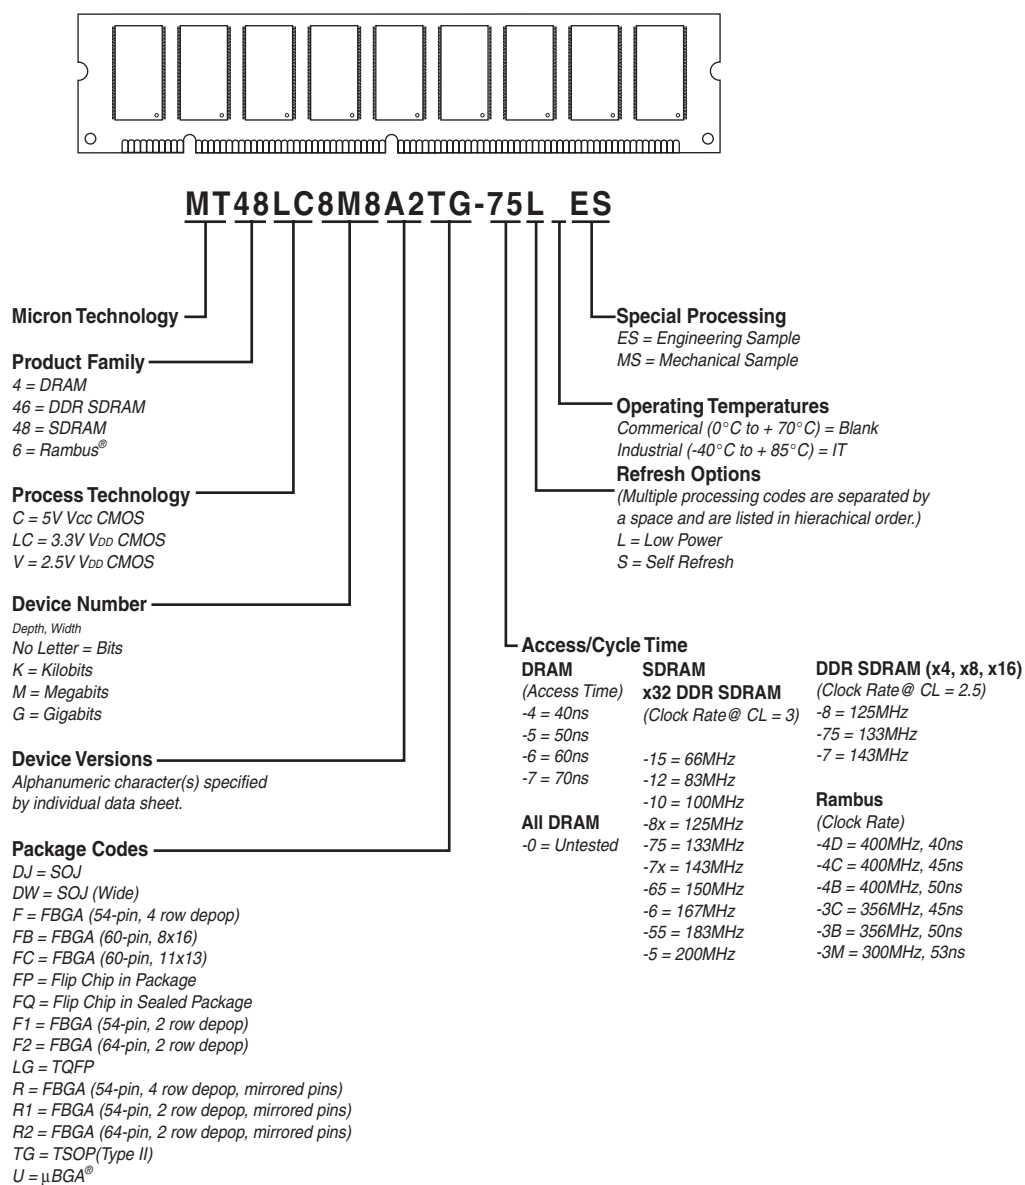 MT48LC8M8A2TG-75L ES
Micron Technology
Product Family
4 = DRAM
46 = DDR SDRAM
48 = SDRAM
6 = Rambus®
Process Technology
C = 5V Vcc CMOS
LC = 3.3V VDD CMOS
V = 2.5V VDD CMOS
Device Number
Depth, Width
No Letter = Bits
K = Kilobits
M = Megabits
G = Gigabits
Device Versions
Alphanumeric character(s) specified
by individual data sheet.
Package Codes
DJ = SOJ
DW = SOJ (Wide)
F = FBGA (54-pin, 4 row depop)
FB = FBGA (60-pin, 8x16)
FC = FBGA (60-pin, 11x13)
FP = Flip Chip in Package
FQ = Flip Chip in Sealed Package
F1 = FBGA (54-pin, 2 row depop)
F2 = FBGA (64-pin, 2 row depop)
LG = TQFP
R = FBGA (54-pin, 4 row depop, mirrored pins)
R1 = FBGA (54-pin, 2 row depop, mirrored pins)
R2 = FBGA (64-pin, 2 row depop, mirrored pins)
TG = TSOP(Type II)
U = µBGA®
Special Processing
ES = Engineering Sample
MS = Mechanical Sample
Operating Temperatures
Commerical (0°C to + 70°C) = Blank
Industrial (-40°C to + 85°C) = IT
Refresh Options
(Multiple processing codes are separated by
a space and are listed in hierachical order.)
L = Low Power
S = Self Refresh
Access/Cycle Time
DRAM
(Access Time)
-4 = 40ns
-5 = 50ns
-6 = 60ns
-7 = 70ns
All DRAM
-0 = Untested
SDRAM
x32 DDR SDRAM
(Clock Rate@ CL = 3)
-15 = 66MHz
-12 = 83MHz
-10 = 100MHz
-8x = 125MHz
-75 = 133MHz
-7x = 143MHz
-65 = 150MHz
-6 = 167MHz
-55 = 183MHz
-5 = 200MHz
DDR SDRAM (x4, x8, x16)
(Clock Rate@ CL = 2.5)
-8 = 125MHz
-75 = 133MHz
-7 = 143MHz
Rambus
(Clock Rate)
-4D = 400MHz, 40ns
-4C = 400MHz, 45ns
-4B = 400MHz, 50ns
-3C = 356MHz, 45ns
-3B = 356MHz, 50ns
-3M = 300MHz, 53ns